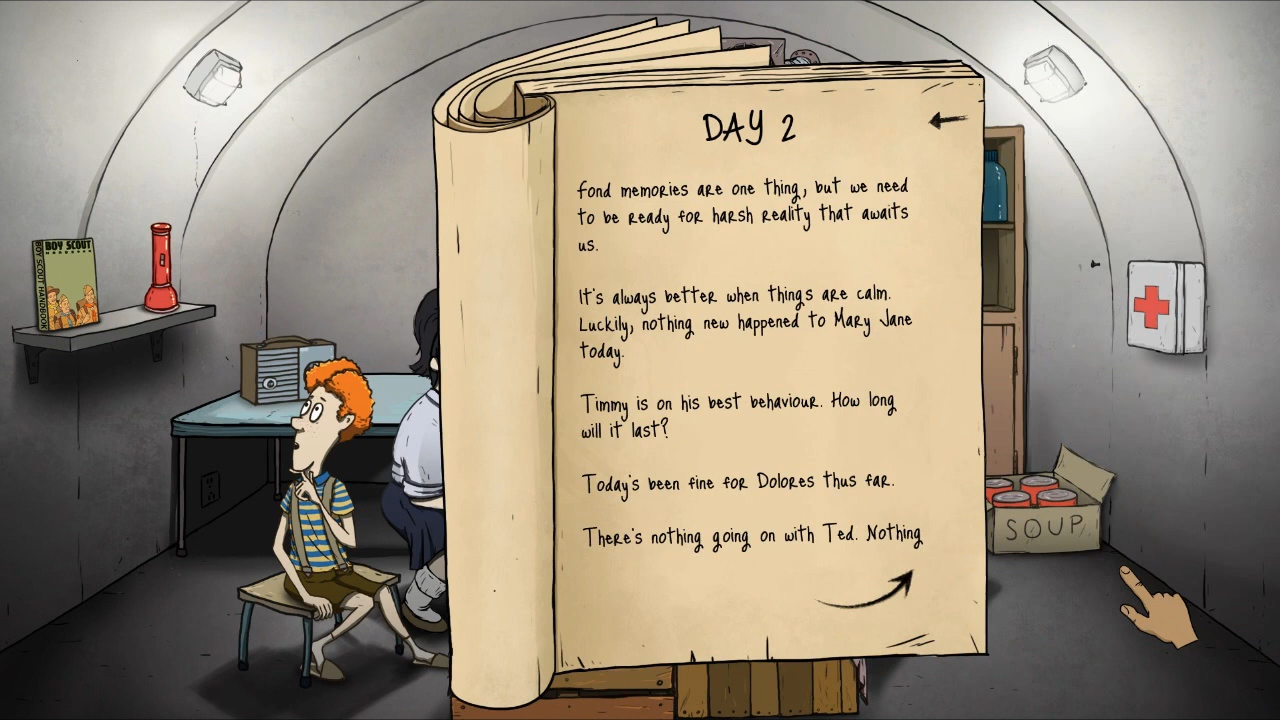 DAY 2
Fond memories are one thing, but we need
to be ready for harsh reality that awaits
us.
It's always better when things are calm.
Luckily, nothing new happened to Mary Jane
today.
Timmy is on his best behaviour. How long
will it last?
Today's been fine for Dolores thus far.
There's nothing going on with Ted. Nothing
BOY SCOUT
BOY SCOUT HANDBOOK
SOUP